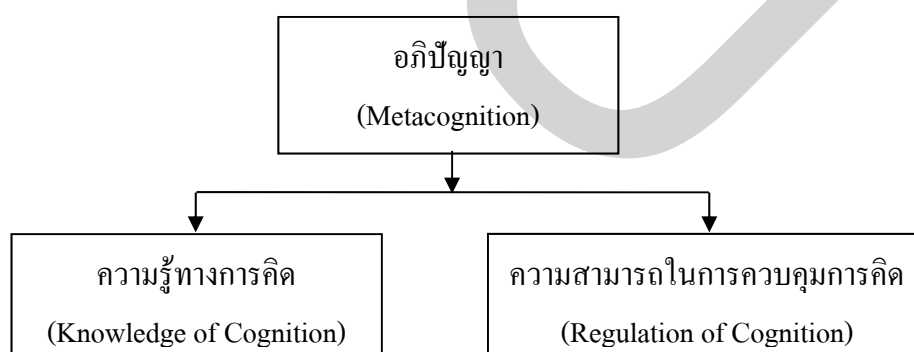 อภิปัญญา
(Metacognition)
ความรู้ทางการคิด
(Knowledge of Cognition)
ความสามารถในการควบคุมการคิด
(Regulation of Cognition)